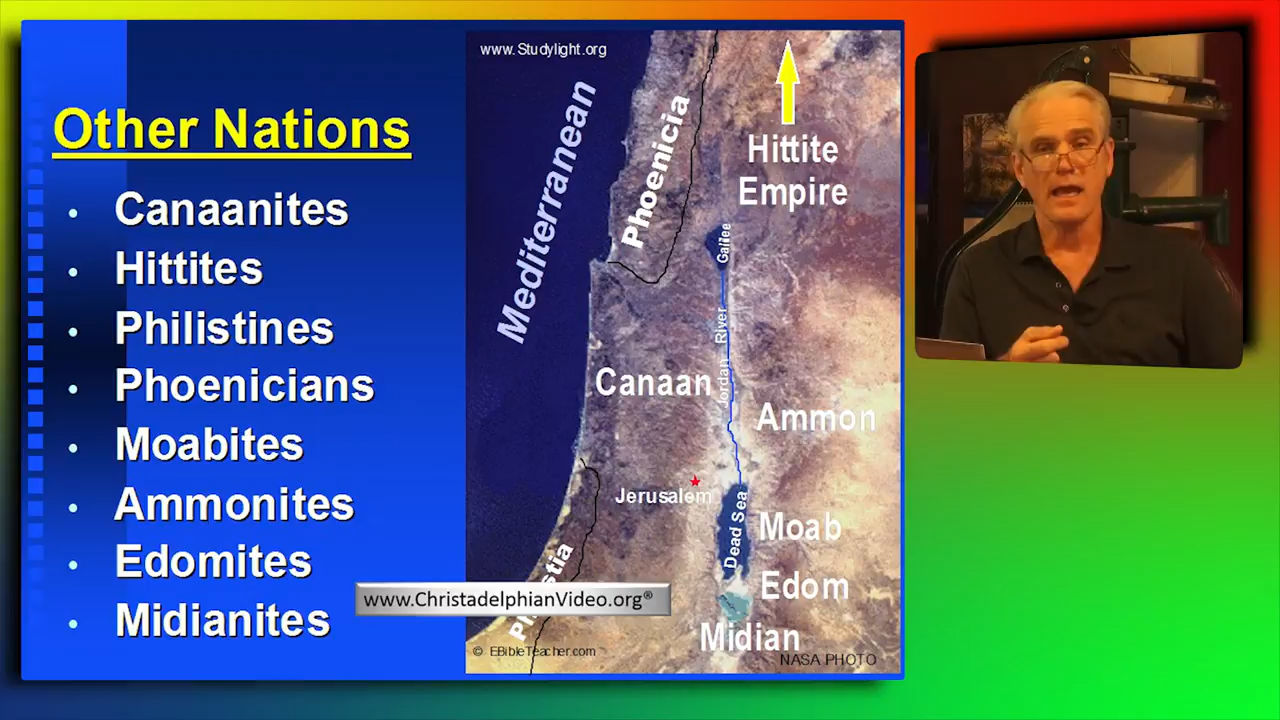 Other Nations
• Canaanites
• Hittites
• Philistines
• Phoenicians
• Moabites
• Ammonites
• Edomites
• Midianites
www.Studylight.org
Mediterranean
Phoenicia
Hittite
Empire
Galilee
Jordan River
Canaan
Ammon
Jerusalem
Dead Sea
Moab
Edom
Midian
www.ChristadelphianVideo.org®
© EBibleTeacher.com
NASA PHOTO